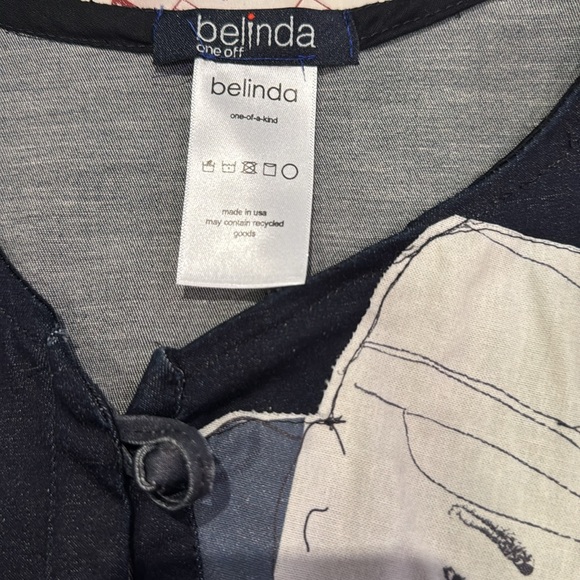 belinda
one off
belinda
one-of-a-kind
made in usa
may contain recycled
goods